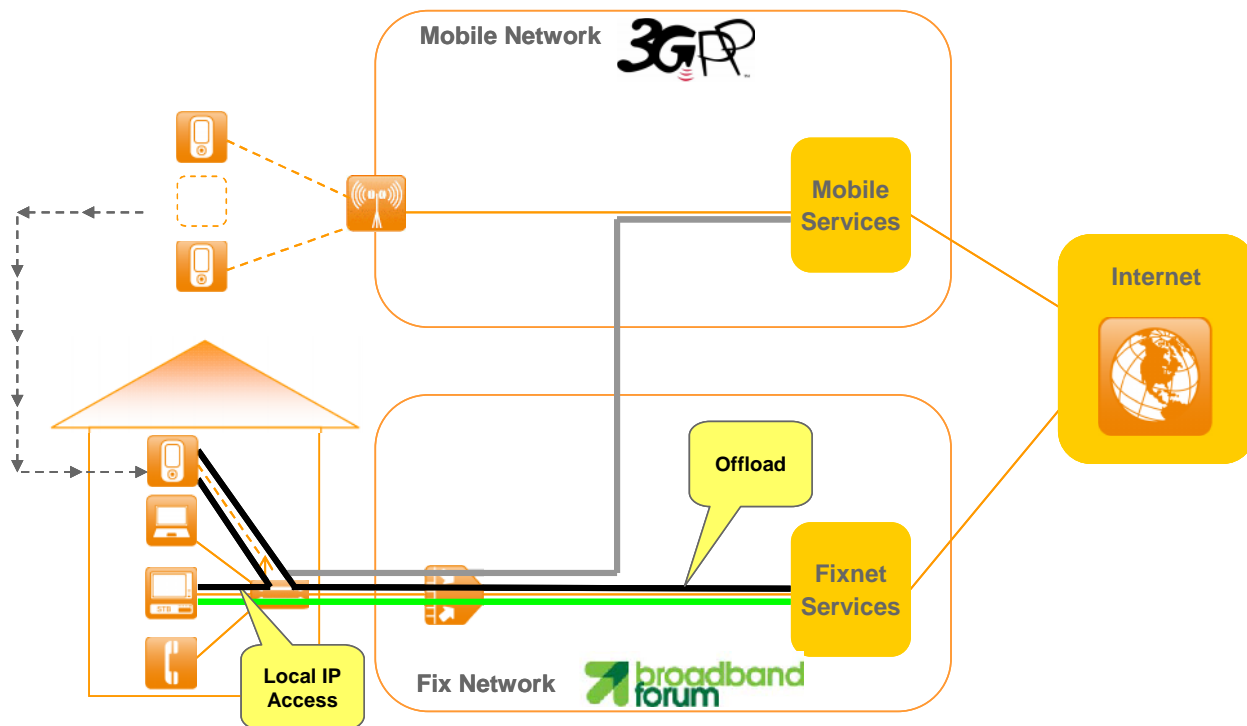 Mobile Network
3GPP
Mobile
Services
Internet
Offload
Fixnet
Services
STB
Local IP
Access
Fix Network
broadband
forum